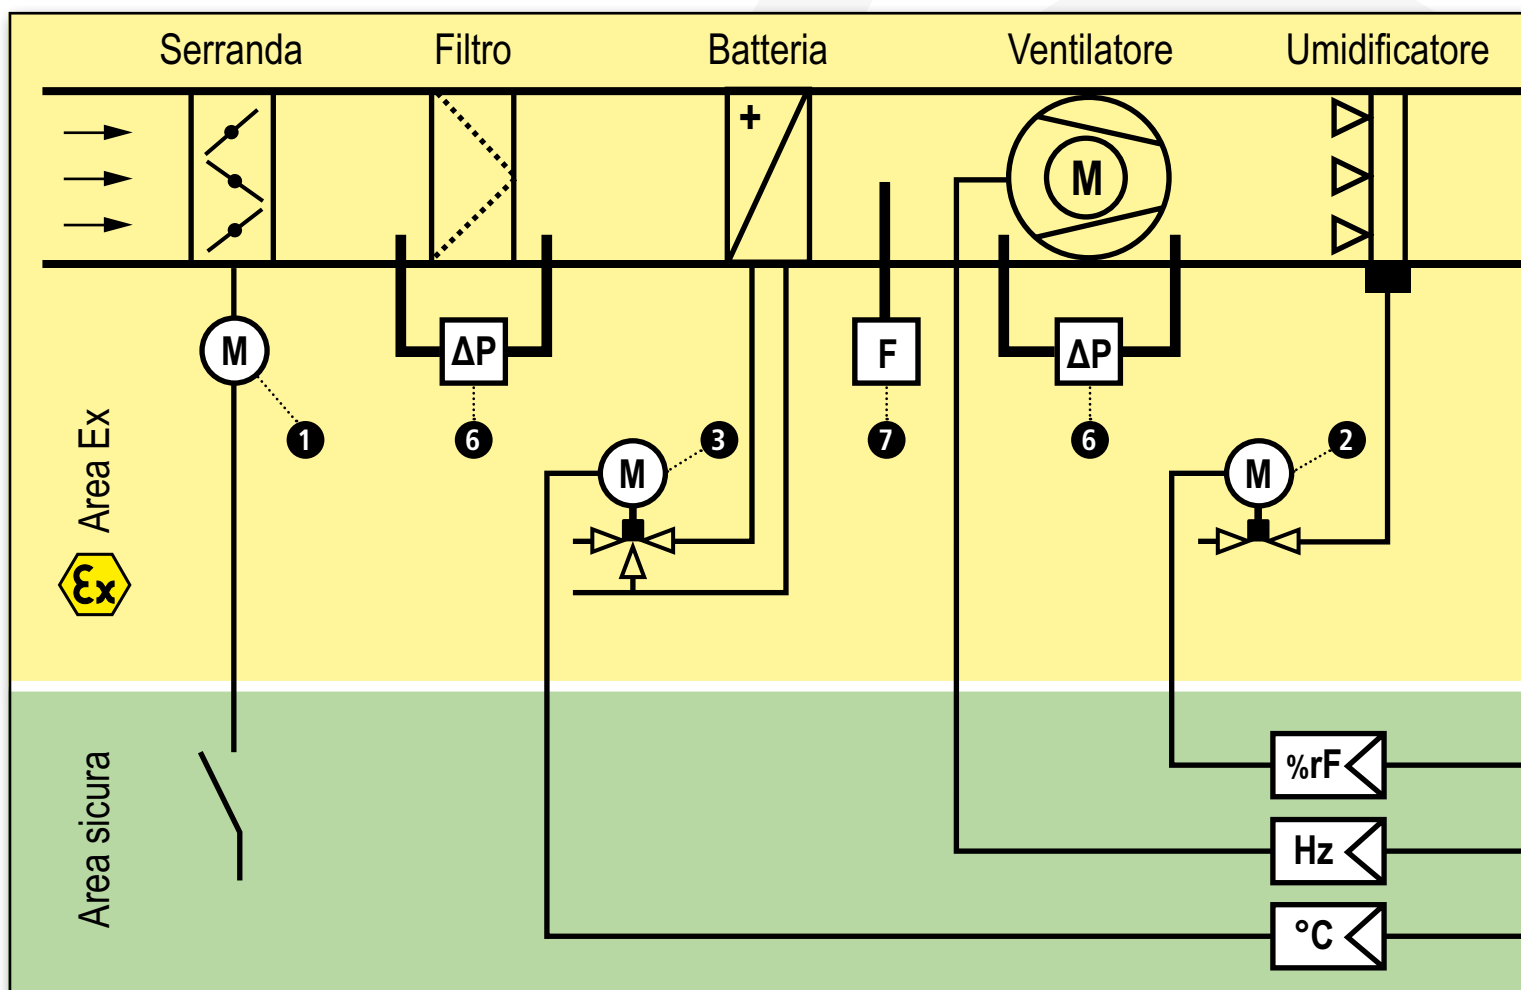 Serranda Filtro Batteria Ventilatore Umidificatore
+
M
M
ΔP
F
ΔP
1
6
3
7
6
2
M
M
Area Ex
Ex
Area sicura
%rF
Hz
°C